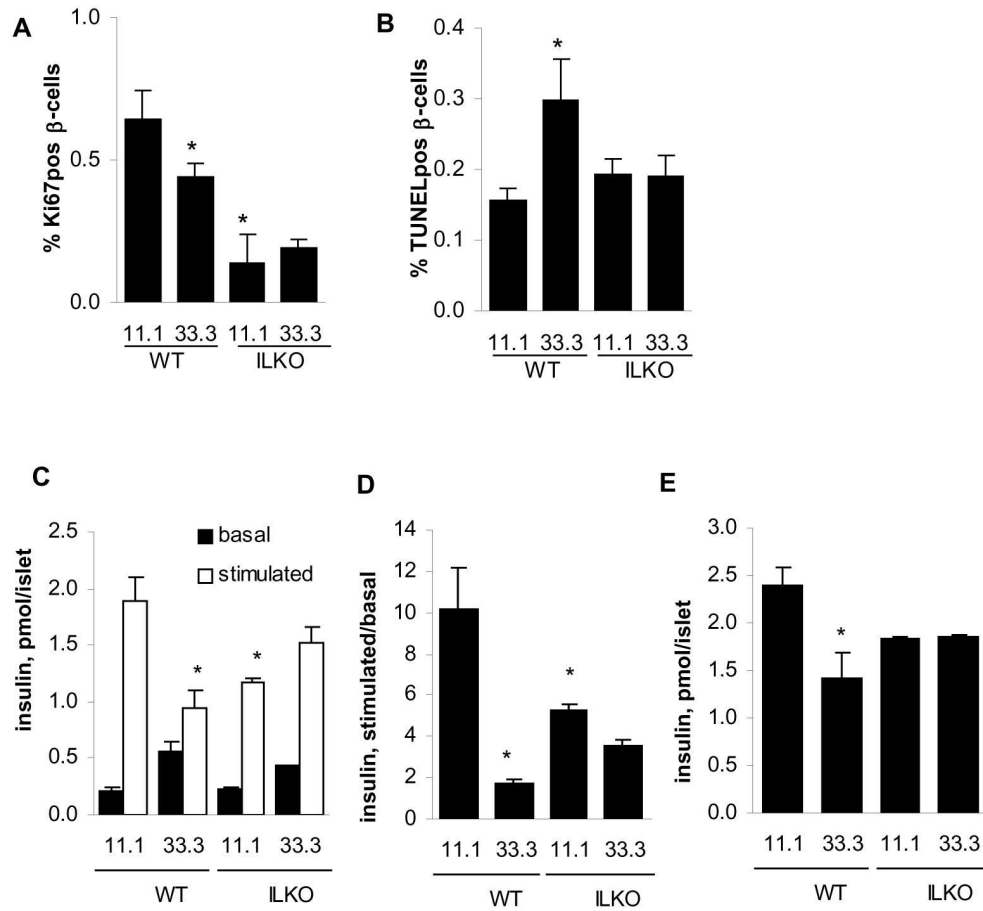 A
% Ki67pos β-cells
1.0
0.5
0.0
*
*
11.1 33.3 11.1 33.3
WT ILKO
B
% TUNELpos β-cells
0.4
0.3
0.2
0.1
0.0
*
11.1 33.3 11.1 33.3
WT ILKO
C
insulin, pmol/islet
2.5
2.0
1.5
1.0
0.5
0.0
basal
stimulated
*
*
11.1 33.3 11.1 33.3
WT ILKO
D
insulin, stimulated/basal
14
12
10
8
6
4
2
0
*
*
11.1 33.3 11.1 33.3
WT ILKO
E
insulin, pmol/islet
3.0
2.5
2.0
1.5
1.0
0.5
0.0
*
11.1 33.3 11.1 33.3
WT ILKO